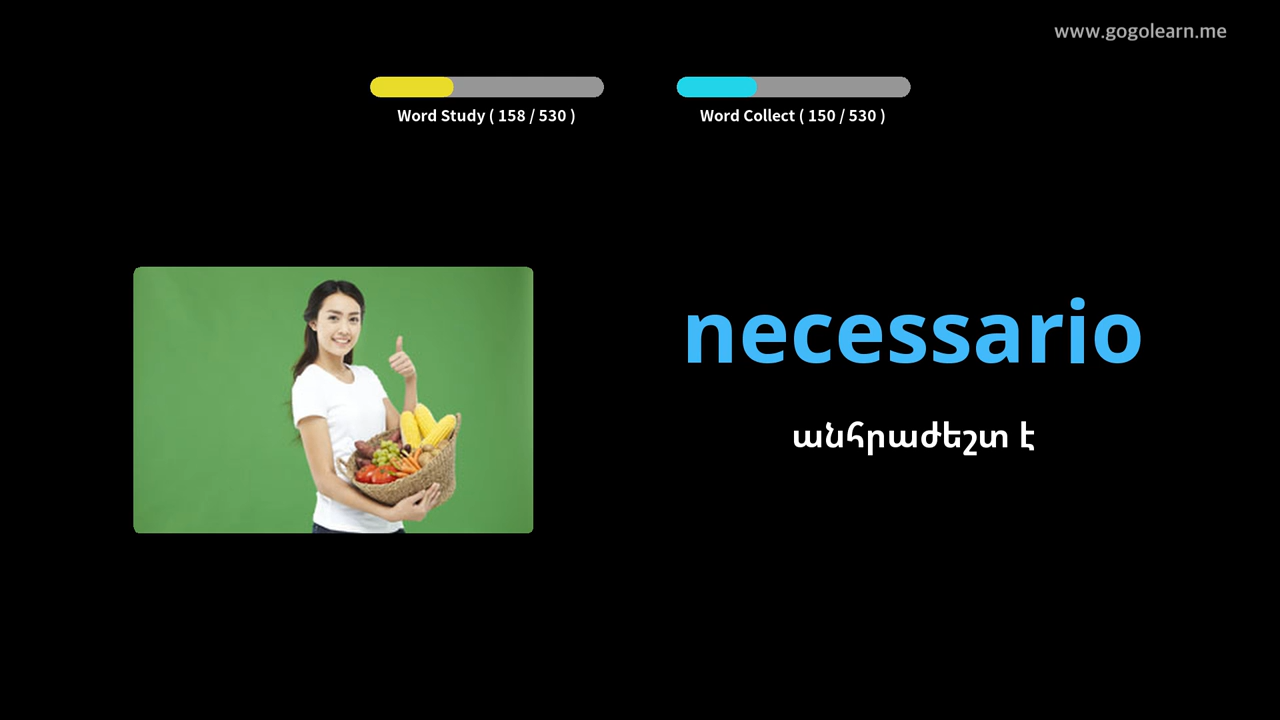 www.gogolearn.me
Word Study ( 158 / 530 )
Word Collect ( 150 / 530 )
necessario
անհրաժեշտ է